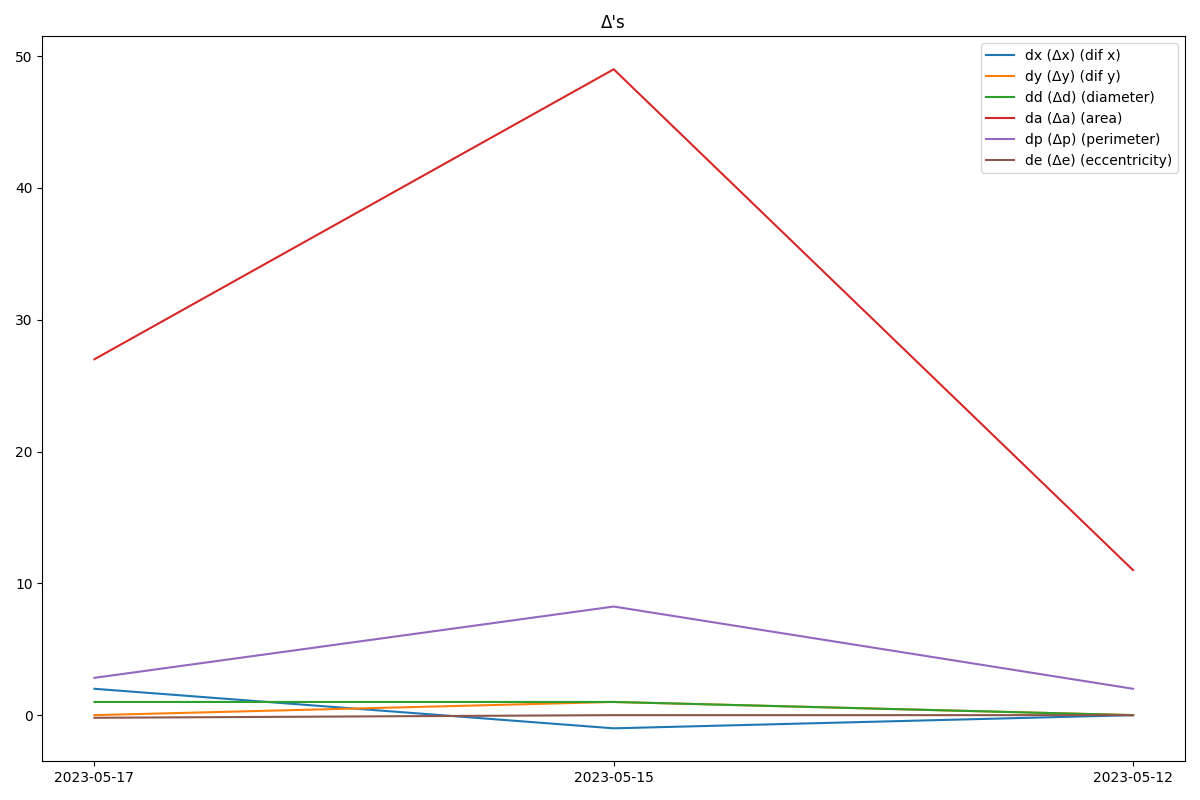 Δ's
50
40
30
20
10
0
dx (Δx) (dif x)
dy (Δy) (dif y)
dd (Δd) (diameter)
da (Δa) (area)
dp (Δp) (perimeter)
de (Δe) (eccentricity)
2023-05-17
2023-05-15
2023-05-12